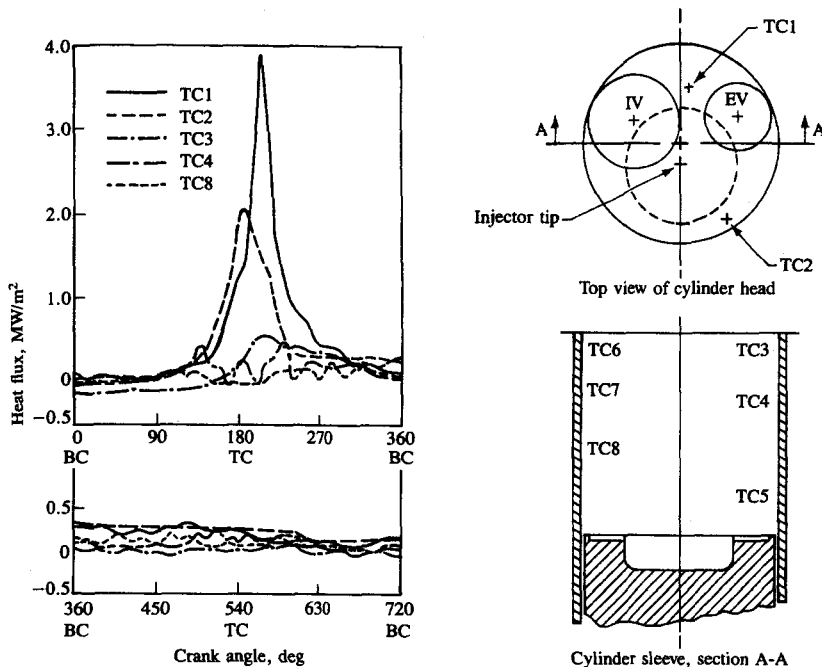 4.0
3.0
2.0
1.0
0
−0.5
Heat flux, MW/m²
TC1
TC2
TC3
TC4
TC8
0 90 180 270 360
BC TC BC
0.5
0
−0.5
360 450 540 630 720
BC TC BC
Crank angle, deg
TC1
IV EV
A A
Injector tip
TC2
Top view of cylinder head
TC6 TC3
TC7 TC4
TC8
TC5
Cylinder sleeve, section A-A